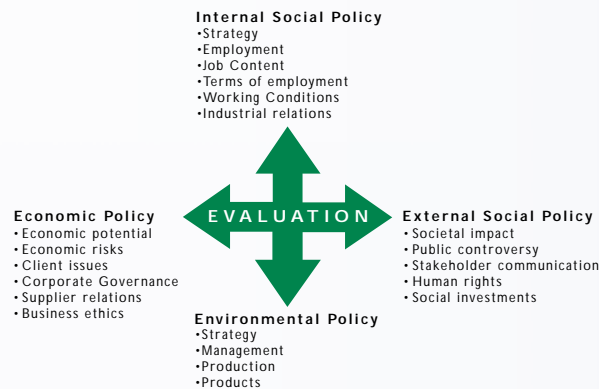 Internal Social Policy
•Strategy
•Employment
•Job Content
•Terms of employment
•Working Conditions
•Industrial relations
EVALUATION
Economic Policy
•Economic potential
•Economic risks
•Client issues
•Corporate Governance
•Supplier relations
•Business ethics
External Social Policy
•Societal impact
•Public controversy
•Stakeholder communication
•Human rights
•Social investments
Environmental Policy
•Strategy
•Management
•Production
•Products